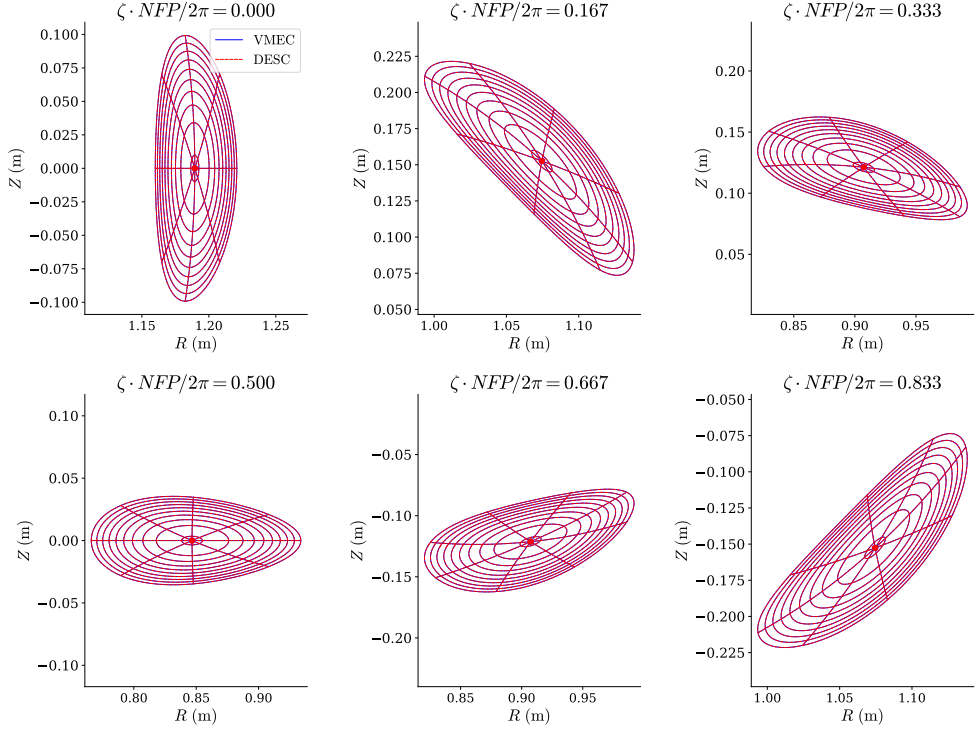 ζ · NFP/2π = 0.000
0.100
0.075
0.050
0.025
0.000
−0.025
−0.050
−0.075
−0.100
Z (m)
1.15
1.20
1.25
R (m)
VMEC
DESC
ζ · NFP/2π = 0.167
0.225
0.200
0.175
0.150
0.125
0.100
0.075
0.050
Z (m)
1.00
1.05
1.10
R (m)
ζ · NFP/2π = 0.333
0.20
0.15
0.10
0.05
Z (m)
0.85
0.90
0.95
R (m)
ζ · NFP/2π = 0.500
0.10
0.05
0.00
−0.05
−0.10
Z (m)
0.80
0.85
0.90
R (m)
ζ · NFP/2π = 0.667
−0.05
−0.10
−0.15
−0.20
Z (m)
0.85
0.90
0.95
R (m)
ζ · NFP/2π = 0.833
−0.050
−0.075
−0.100
−0.125
−0.150
−0.175
−0.200
−0.225
Z (m)
1.00
1.05
1.10
R (m)